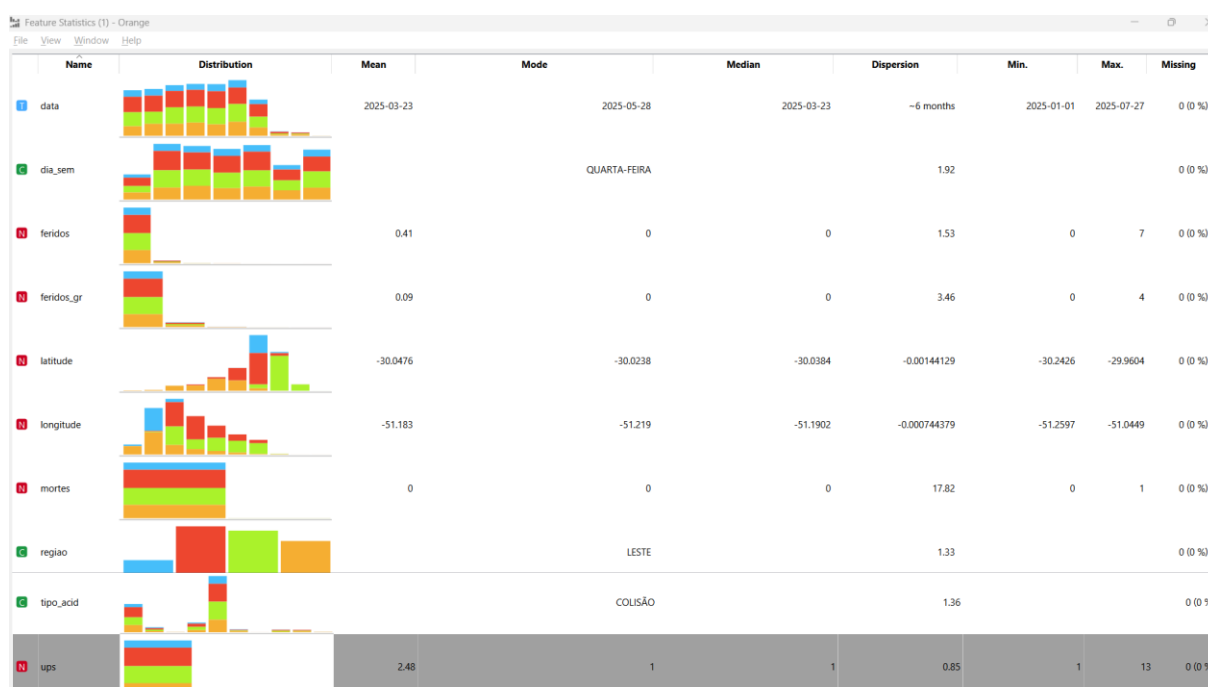 Feature Statistics (1) - Orange
File View Window Help
Name Distribution Mean Mode Median Dispersion Min. Max. Missing
T data 2025-03-23 2025-05-28 2025-03-23 ~6 months 2025-01-01 2025-07-27 0 (0 %)
C dia_sem QUARTA-FEIRA 1.92 0 (0 %)
N feridos 0.41 0 0 1.53 0 7 0 (0 %)
N feridos_gr 0.09 0 0 3.46 0 4 0 (0 %)
N latitude -30.0476 -30.0238 -30.0384 -0.00144129 -30.2426 -29.9604 0 (0 %)
N longitude -51.183 -51.219 -51.1902 -0.000744379 -51.2597 -51.0449 0 (0 %)
N mortes 0 0 0 17.82 0 1 0 (0 %)
C regiao LESTE 1.33 0 (0 %)
C tipo_acid COLISÃO 1.36 0 (0 %
N ups 2.48 1 1 0.85 1 13 0 (0 %